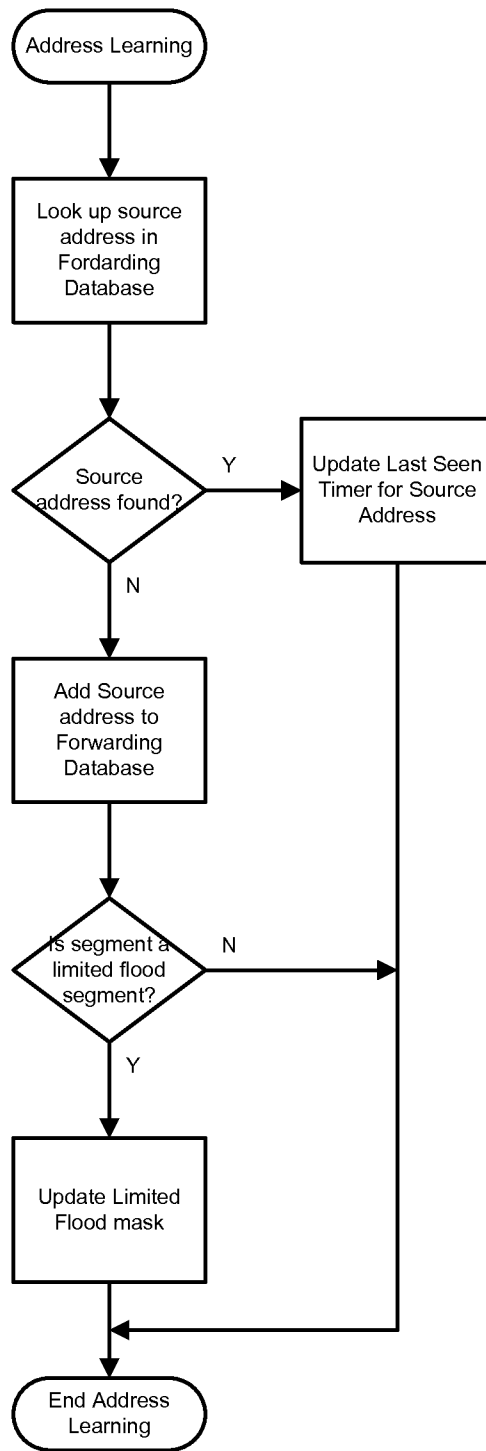 Address Learning
Look up source
address in
Fordarding
Database
Source
address found?
Y
Update Last Seen
Timer for Source
Address
N
Add Source
address to
Forwarding
Database
Is segment a
limited flood
segment?
N
Y
Update Limited
Flood mask
End Address
Learning